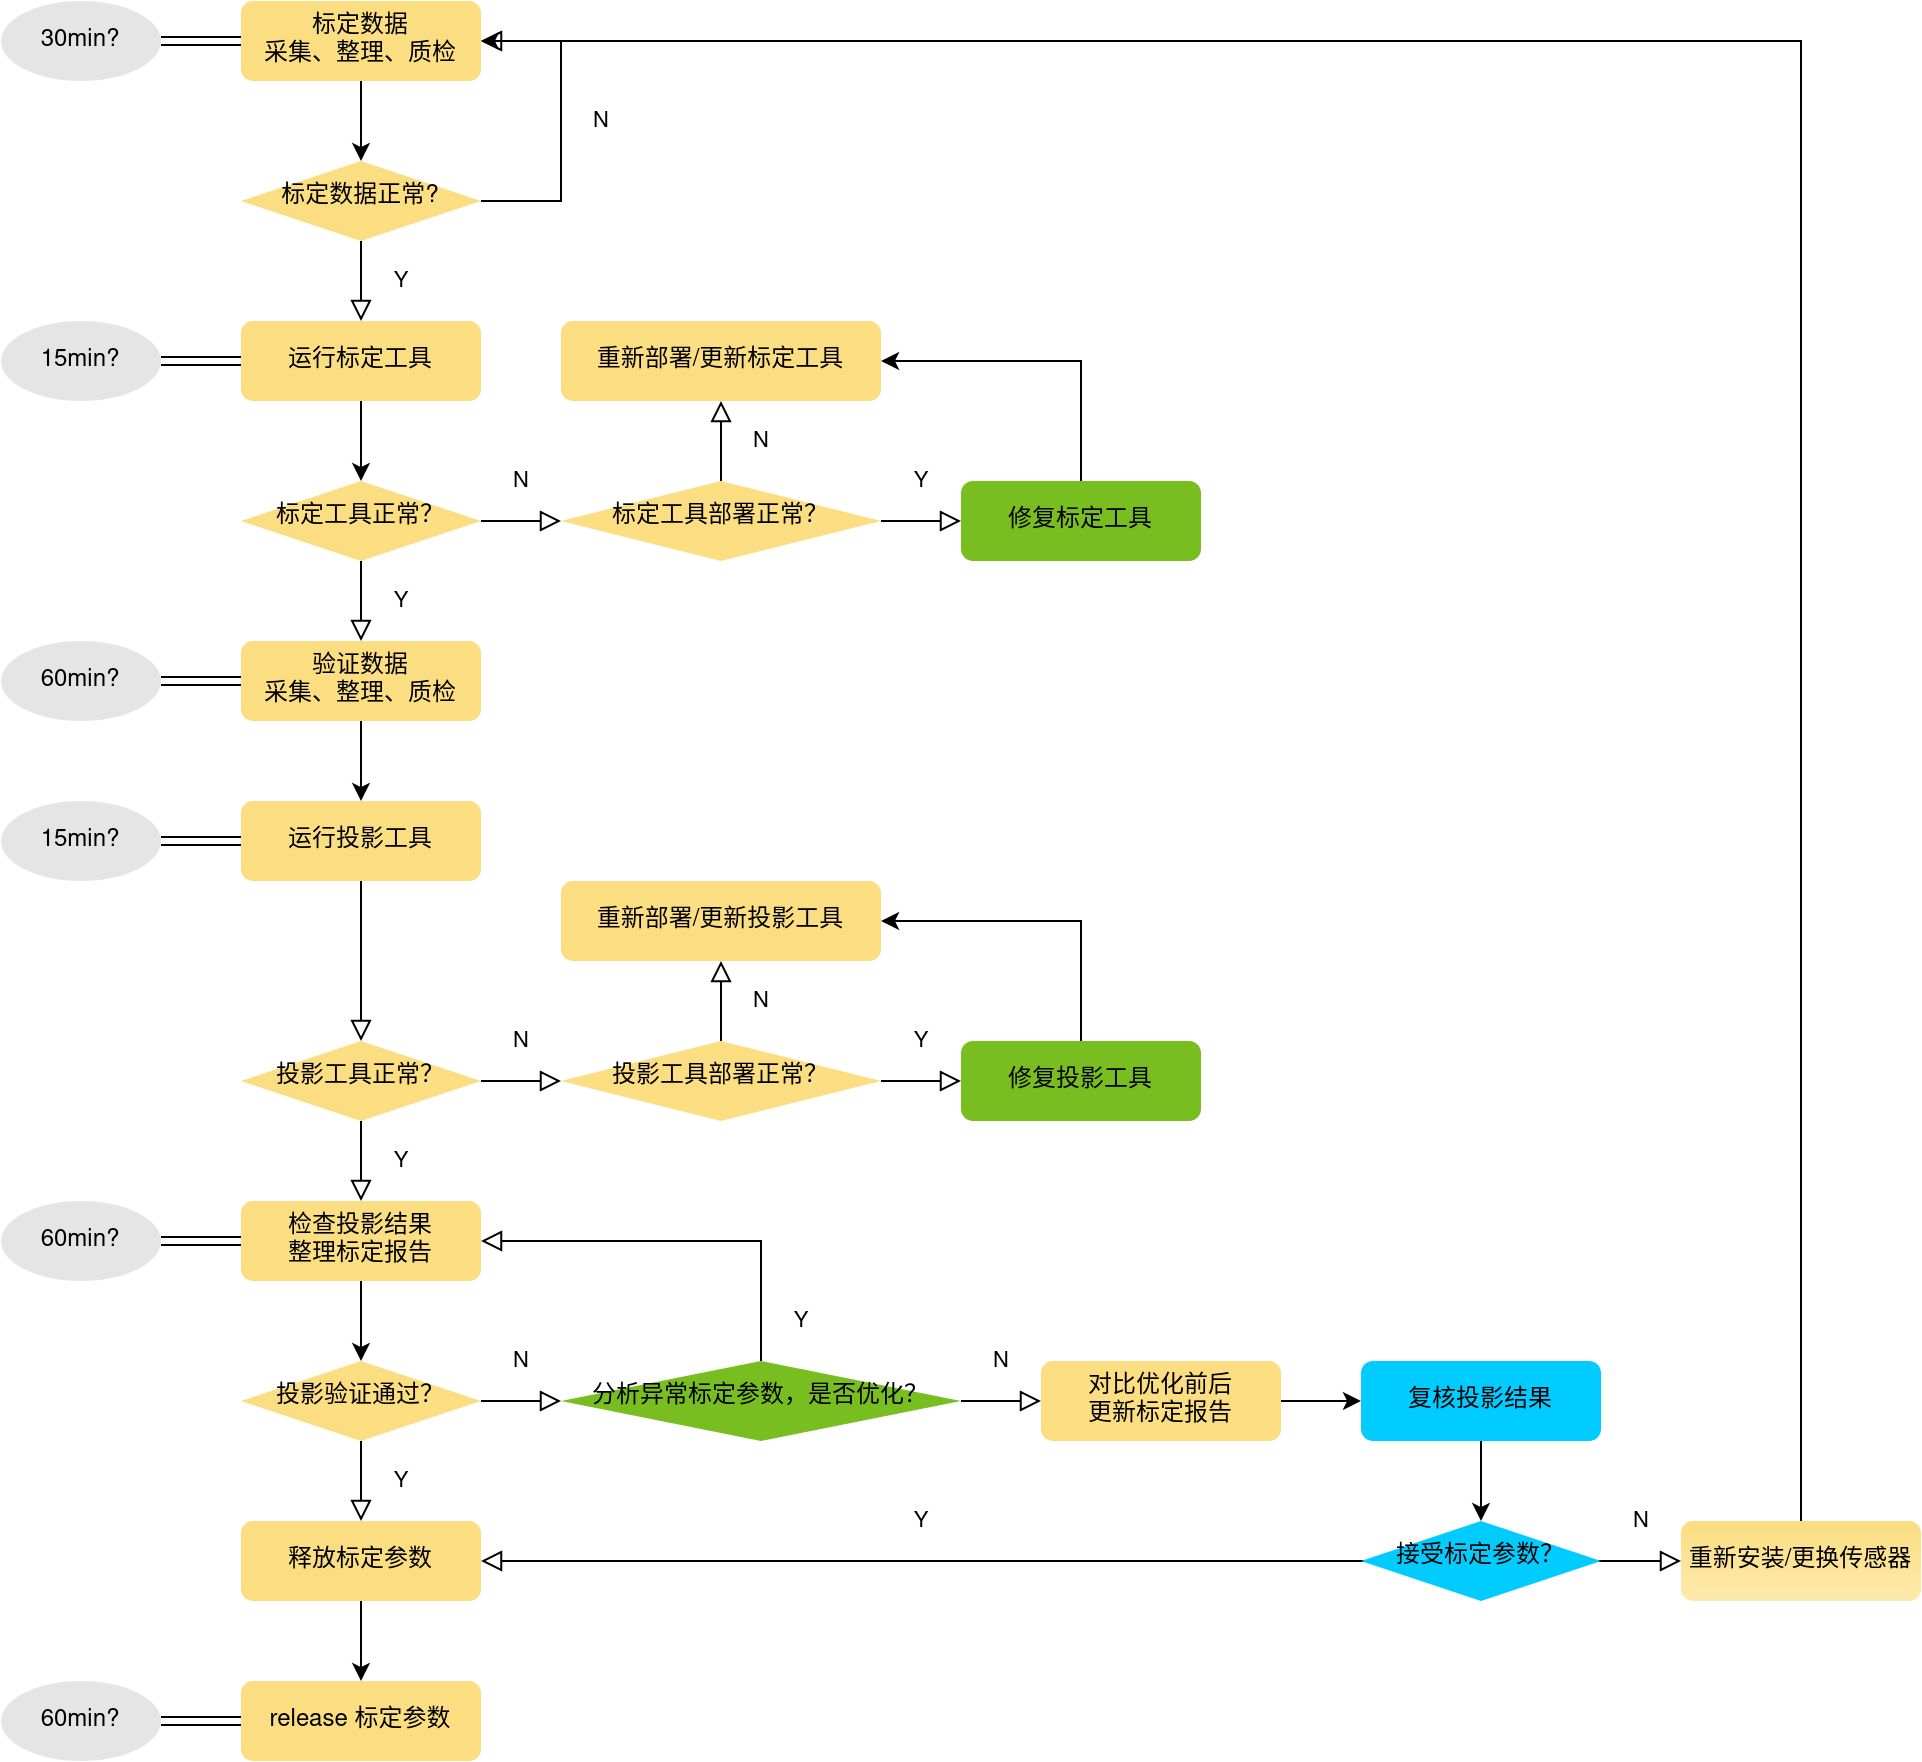 30min?
标定数据
采集、整理、质检
N
标定数据正常?
Y
15min?
运行标定工具
重新部署/更新标定工具
N
N
Y
标定工具正常?
标定工具部署正常?
修复标定工具
Y
60min?
验证数据
采集、整理、质检
15min?
运行投影工具
重新部署/更新投影工具
N
N
Y
投影工具正常?
投影工具部署正常?
修复投影工具
Y
60min?
检查投影结果
整理标定报告
Y
N
N
投影验证通过?
分析异常标定参数，是否优化?
对比优化前后
更新标定报告
复核投影结果
Y
Y
N
释放标定参数
接受标定参数?
重新安装/更换传感器
60min?
release 标定参数